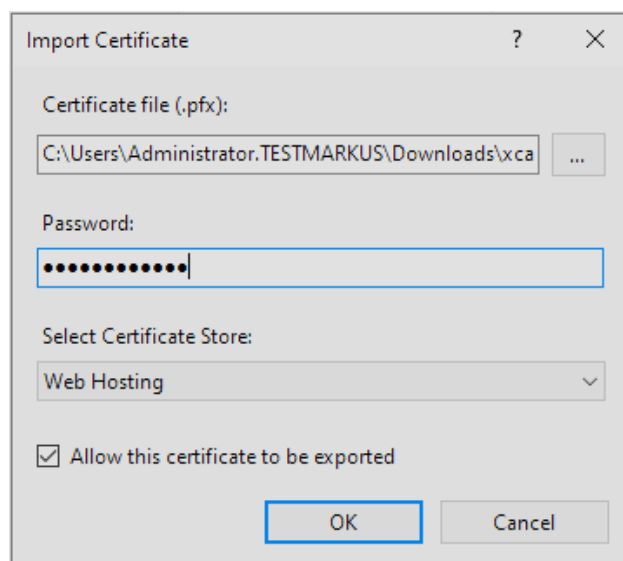 Import Certificate
?
Certificate file (.pfx):
C:\Users\Administrator.TESTMARKUS\Downloads\xca
...
Password:
●●●●●●●●●●●●
Select Certificate Store:
Web Hosting
Allow this certificate to be exported
OK
Cancel